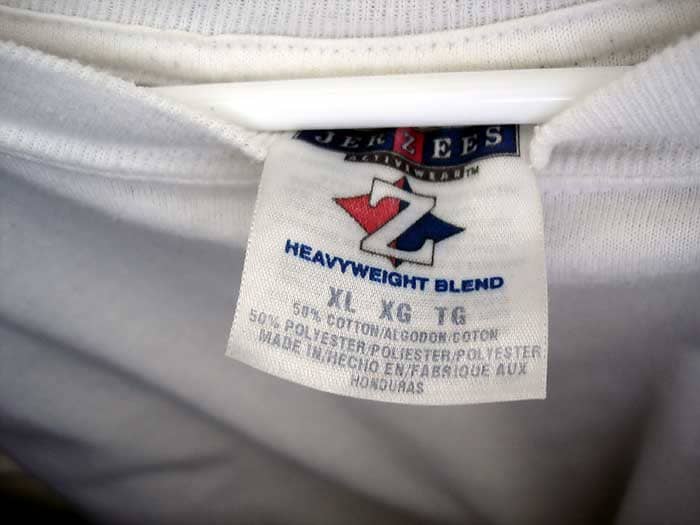 JERZEES
ACTIVEWEAR™
Z
HEAVYWEIGHT BLEND
XL XG TG
50% COTTON/ALGODON/COTON
50% POLYESTER/POLIESTER/POLYESTER
MADE IN/HECHO EN/FABRIQUE AUX
HONDURAS